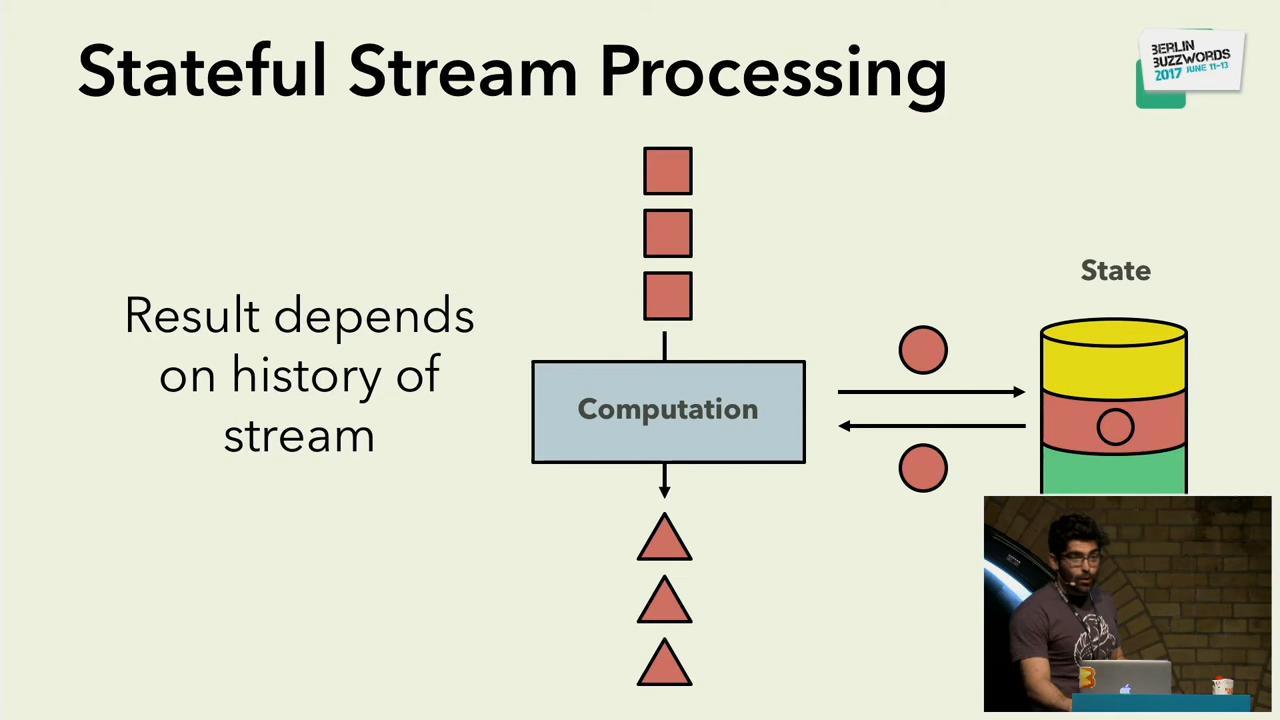 Stateful Stream Processing
BERLIN
BUZZWORDS
2017 JUNE 11-13
State
Result depends
on history of
stream
Computation